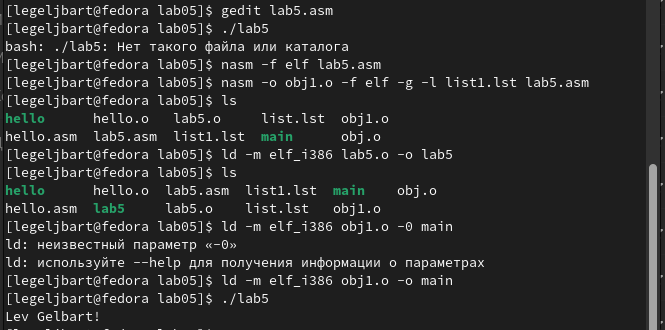 [legeljbart@fedora lab05]$ gedit lab5.asm
[legeljbart@fedora lab05]$ ./lab5
bash: ./lab5: Нет такого файла или каталога
[legeljbart@fedora lab05]$ nasm -f elf lab5.asm
[legeljbart@fedora lab05]$ nasm -o obj1.o -f elf -g -l list1.lst lab5.asm
[legeljbart@fedora lab05]$ ls
hello      hello.o   lab5.o     list.lst  obj1.o
hello.asm  lab5.asm  list1.lst  main      obj.o
[legeljbart@fedora lab05]$ ld -m elf_i386 lab5.o -o lab5
[legeljbart@fedora lab05]$ ls
hello      hello.o  lab5.asm  list1.lst  main    obj.o
hello.asm  lab5     lab5.o    list.lst   obj1.o
[legeljbart@fedora lab05]$ ld -m elf_i386 obj1.o -0 main
ld: неизвестный параметр «-0»
ld: используйте --help для получения информации о параметрах
[legeljbart@fedora lab05]$ ld -m elf_i386 obj1.o -o main
[legeljbart@fedora lab05]$ ./lab5
Lev Gelbart!